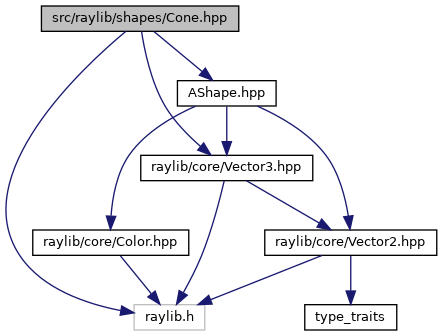 src/raylib/shapes/Cone.hpp
AShape.hpp
raylib/core/Vector3.hpp
raylib/core/Color.hpp
raylib/core/Vector2.hpp
raylib.h
type_traits